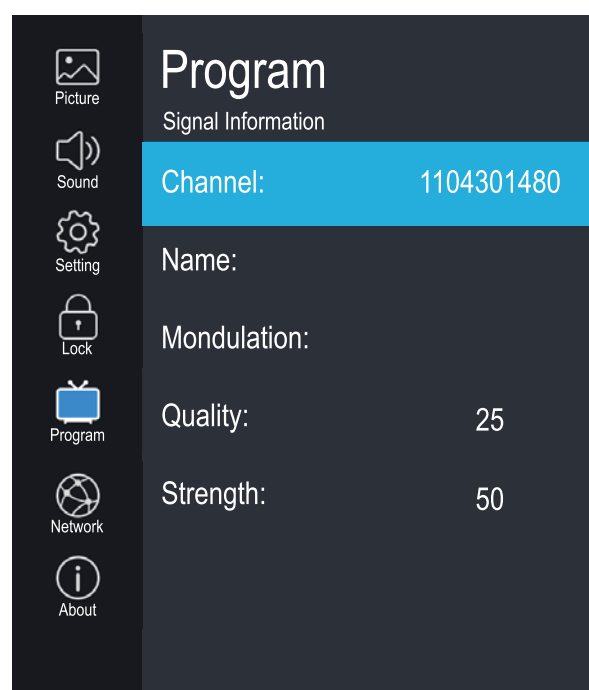 Picture
Sound
Setting
Lock
Program
Network
About
Program
Signal Information
Channel: 1104301480
Name:
Mondulation:
Quality: 25
Strength: 50